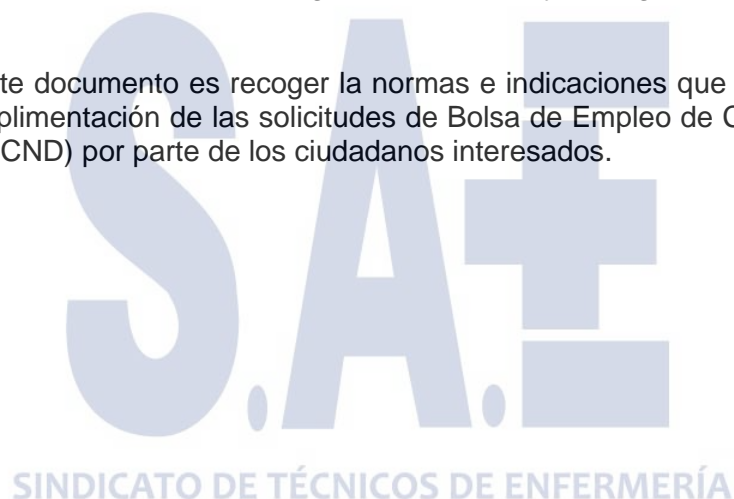 te documento es recoger la normas e indicaciones que
plimentación de las solicitudes de Bolsa de Empleo de C
CND) por parte de los ciudadanos interesados.
S.A.E
SINDICATO DE TÉCNICOS DE ENFERMERÍA